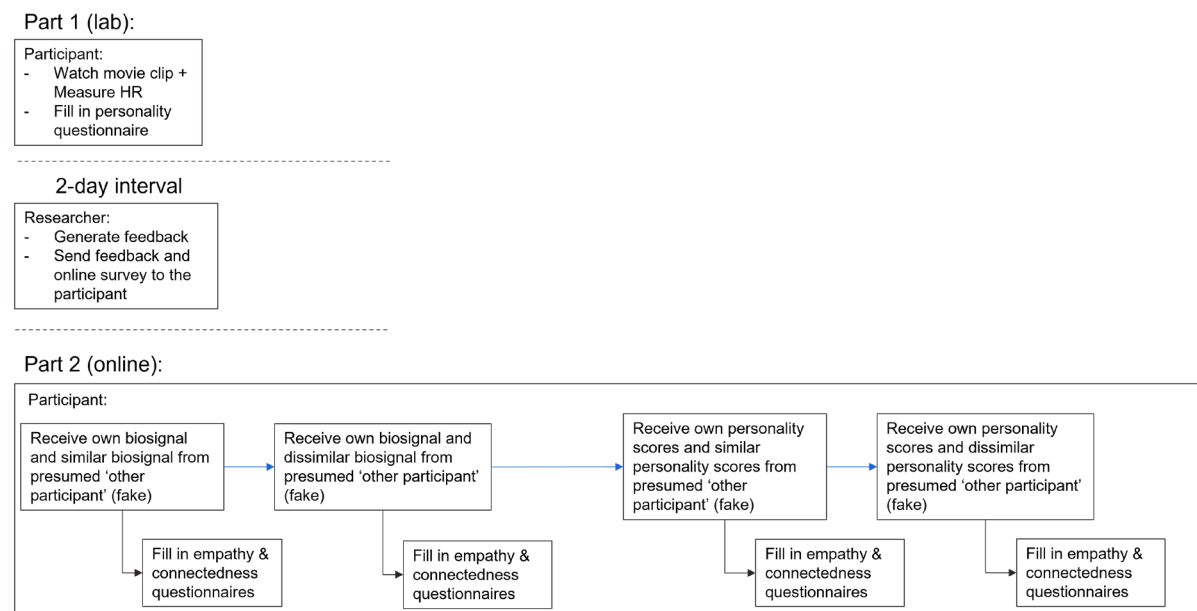 Part 1 (lab):
Participant:
- Watch movie clip +
Measure HR
- Fill in personality
questionnaire
2-day interval
Researcher:
- Generate feedback
- Send feedback and
online survey to the
participant
Part 2 (online):
Participant:
Receive own biosignal
and similar biosignal from
presumed ‘other
participant’ (fake)
Receive own biosignal and
dissimilar biosignal from
presumed ‘other participant’
(fake)
Receive own personality
scores and similar
personality scores from
presumed ‘other
participant’ (fake)
Receive own personality
scores and dissimilar
personality scores from
presumed ‘other participant’
(fake)
Fill in empathy &
connectedness
questionnaires
Fill in empathy &
connectedness
questionnaires
Fill in empathy &
connectedness
questionnaires
Fill in empathy &
connectedness
questionnaires